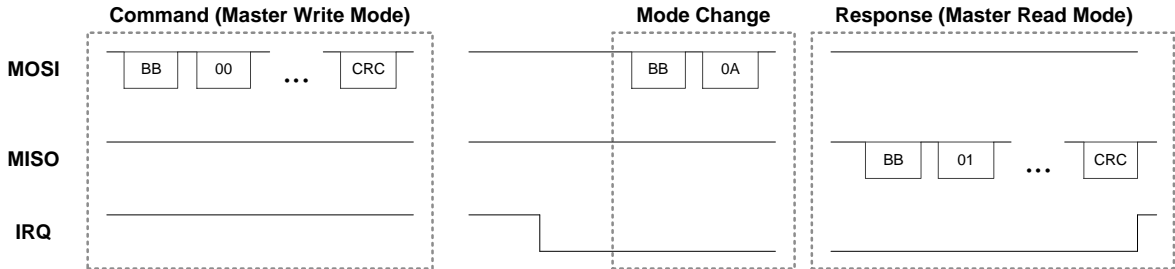 Command (Master Write Mode) Mode Change Response (Master Read Mode)
MOSI BB 00 ... CRC BB 0A
MISO BB 01 ... CRC
IRQ